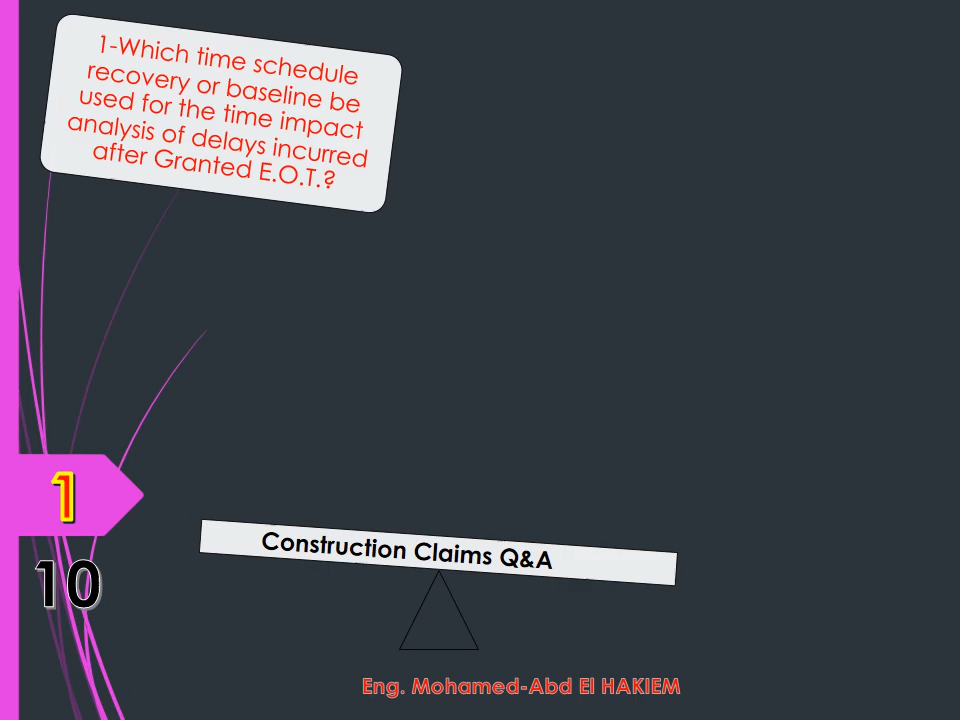 1-Which time schedule
recovery or baseline be
used for the time impact
analysis of delays incurred
after Granted E.O.T.?
1
10
Construction Claims Q&A
Eng. Mohamed-Abd El HAKIEM